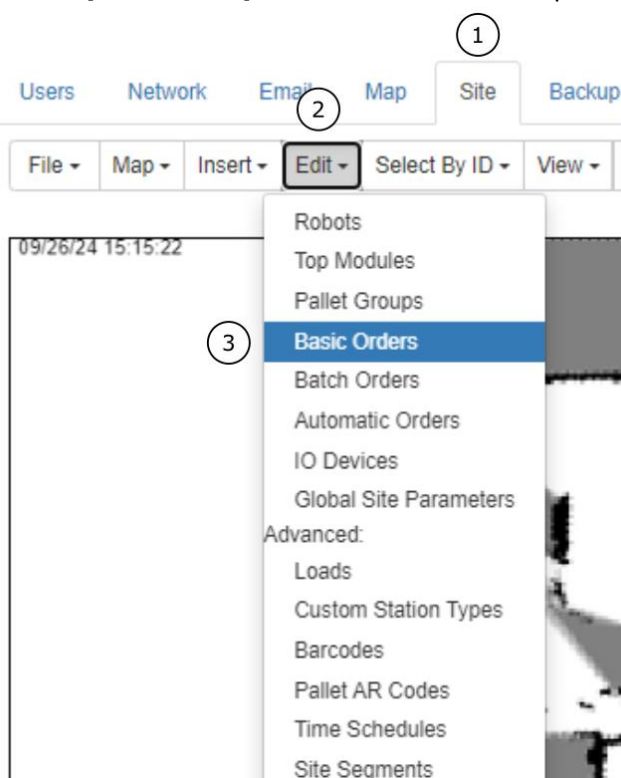 1
Users Network Email Map Site Backup
2
File Map Insert Edit Select By ID View
09/26/24 15:15:22
Robots
Top Modules
Pallet Groups
3 Basic Orders
Batch Orders
Automatic Orders
IO Devices
Global Site Parameters
Advanced:
Loads
Custom Station Types
Barcodes
Pallet AR Codes
Time Schedules
Site Segments